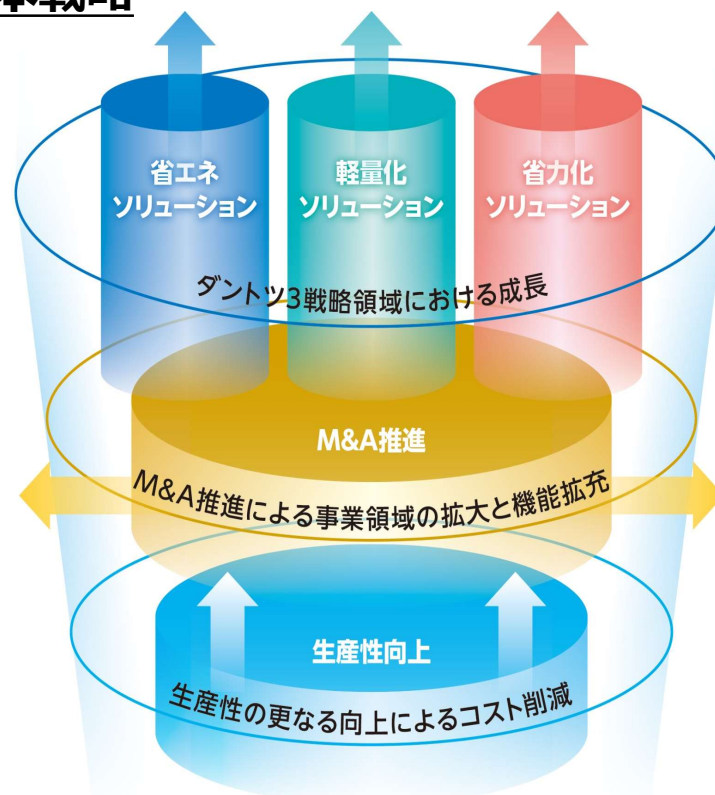 体戦略
省エネ
ソリューション
軽量化
ソリューション
省力化
ソリューション
ダントツ3戦略領域における成長
M&A推進
M&A推進による事業領域の拡大と機能拡充
生産性向上
生産性の更なる向上によるコスト削減